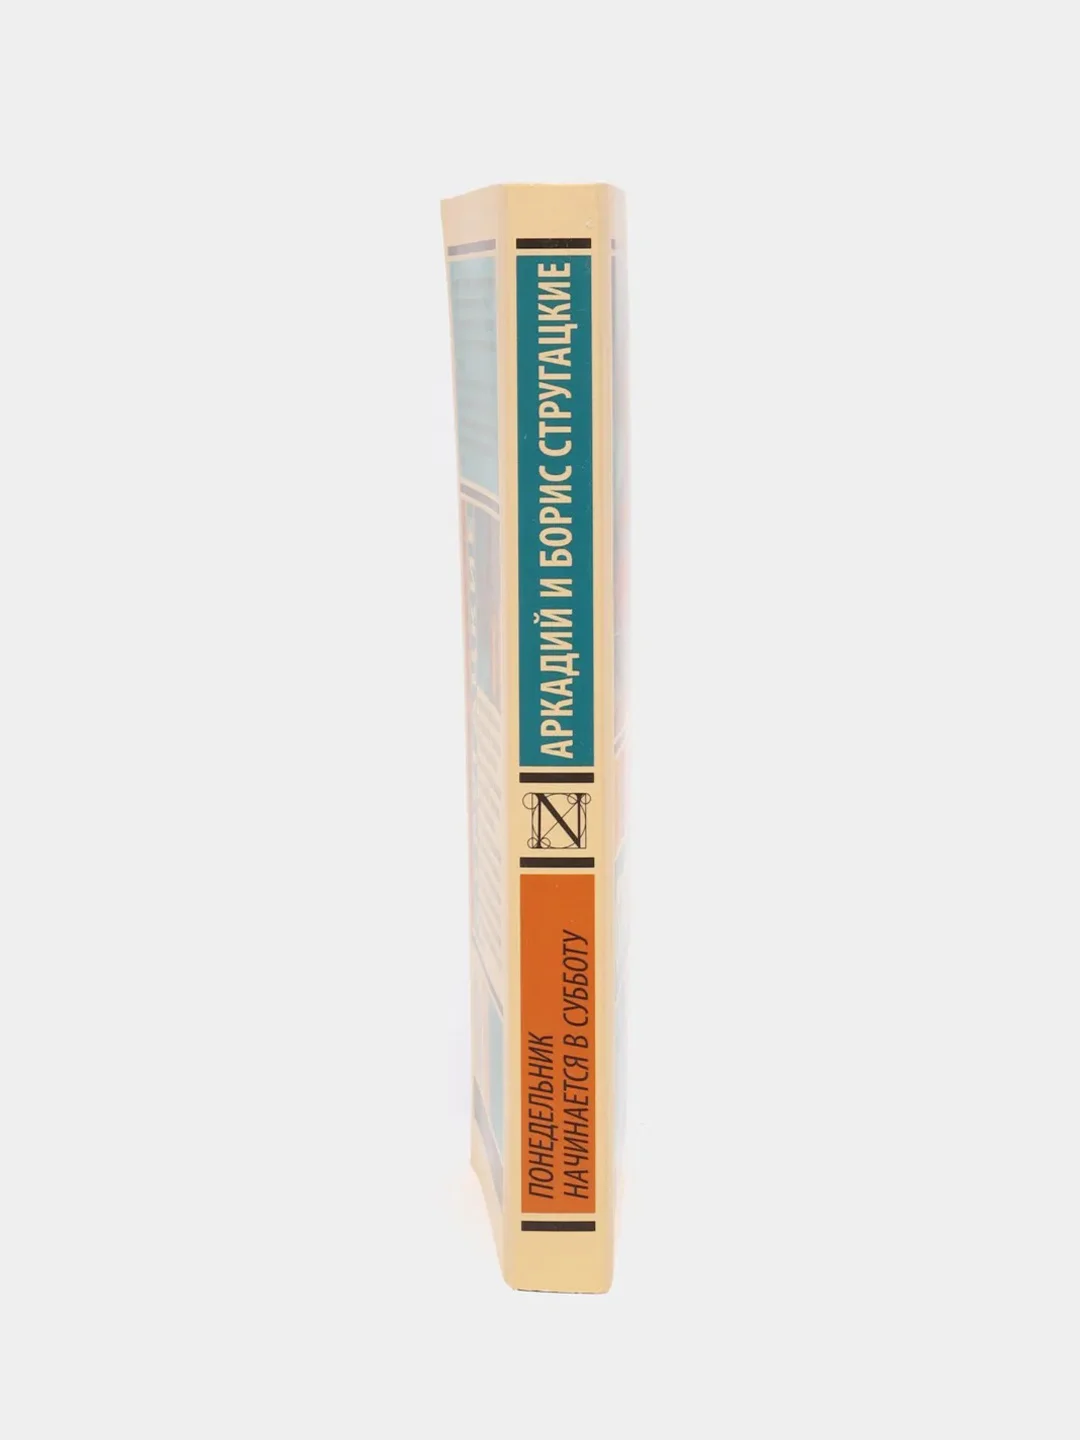 АРКАДИЙ И БОРИС СТРУГАЦКИЕ
N
ПОНЕДЕЛЬНИК
НАЧИНАЕТСЯ В СУББОТУ